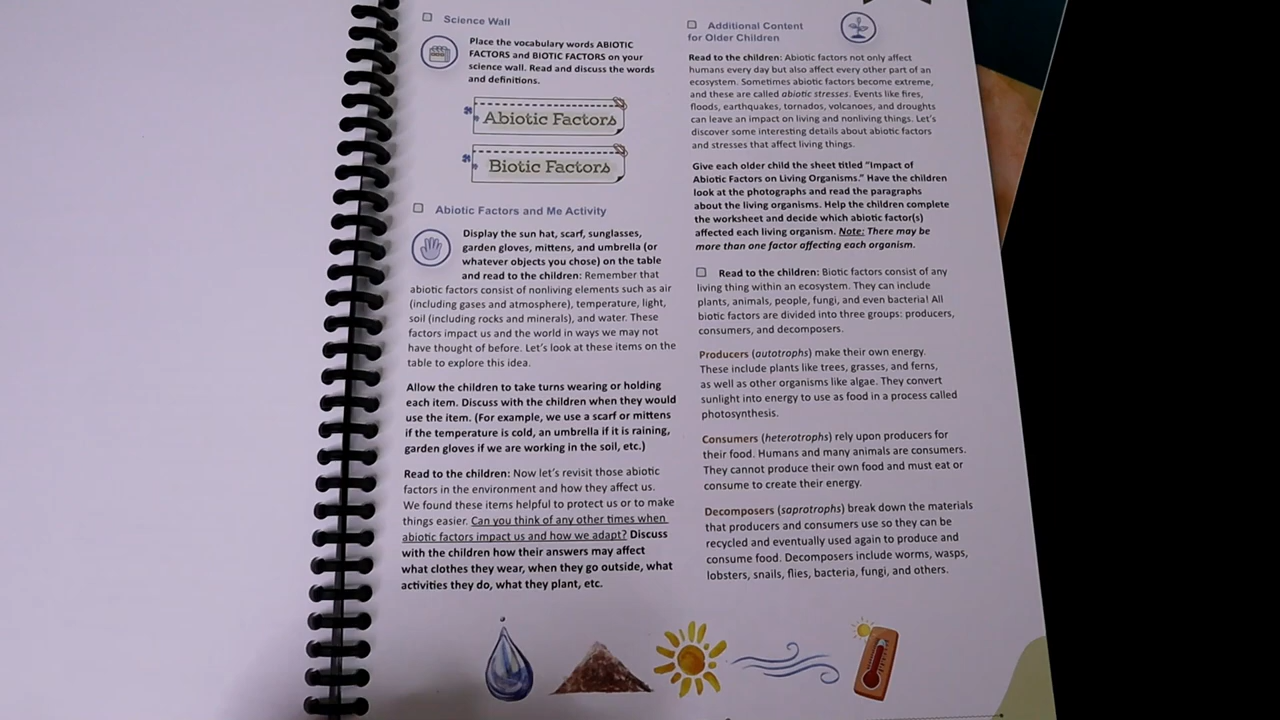 Science Wall
Place the vocabulary words ABIOTIC
FACTORS and BIOTIC FACTORS on your
science wall. Read and discuss the words
and definitions.
Abiotic Factors
Biotic Factors
Abiotic Factors and Me Activity
Display the sun hat, scarf, sunglasses,
garden gloves, mittens, and umbrella (or
whatever objects you chose) on the table
and read to the children: Remember that
abiotic factors consist of nonliving elements such as air
(including gases and atmosphere), temperature, light,
soil (including rocks and minerals), and water. These
factors impact us and the world in ways we may not
have thought of before. Let's look at these items on the
table to explore this idea.
Allow the children to take turns wearing or holding
each item. Discuss with the children when they would
use the item. (For example, we use a scarf or mittens
if the temperature is cold, an umbrella if it is raining,
garden gloves if we are working in the soil, etc.)
Read to the children: Now let's revisit those abiotic
factors in the environment and how they affect us.
We found these items helpful to protect us or to make
things easier. Can you think of any other times when
abiotic factors impact us and how we adapt? Discuss
with the children how their answers may affect
what clothes they wear, when they go outside, what
activities they do, what they plant, etc.
Additional Content
for Older Children
Read to the children: Abiotic factors not only affect
humans every day but also affect every other part of an
ecosystem. Sometimes abiotic factors become extreme,
and these are called abiotic stresses. Events like fires,
floods, earthquakes, tornados, volcanoes, and droughts
can leave an impact on living and nonliving things. Let's
discover some interesting details about abiotic factors
and stresses that affect living things.
Give each older child the sheet titled "Impact of
Abiotic Factors on Living Organisms." Have the children
look at the photographs and read the paragraphs
about the living organisms. Help the children complete
the worksheet and decide which abiotic factor(s)
affected each living organism. Note: There may be
more than one factor affecting each organism.
Read to the children: Biotic factors consist of any
living thing within an ecosystem. They can include
plants, animals, people, fungi, and even bacteria! All
biotic factors are divided into three groups: producers,
consumers, and decomposers.
Producers (autotrophs) make their own energy.
These include plants like trees, grasses, and ferns,
as well as other organisms like algae. They convert
sunlight into energy to use as food in a process called
photosynthesis.
Consumers (heterotrophs) rely upon producers for
their food. Humans and many animals are consumers.
They cannot produce their own food and must eat or
consume to create their energy.
Decomposers (saprotrophs) break down the materials
that producers and consumers use so they can be
recycled and eventually used again to produce and
consume food. Decomposers include worms, wasps,
lobsters, snails, flies, bacteria, fungi, and others.